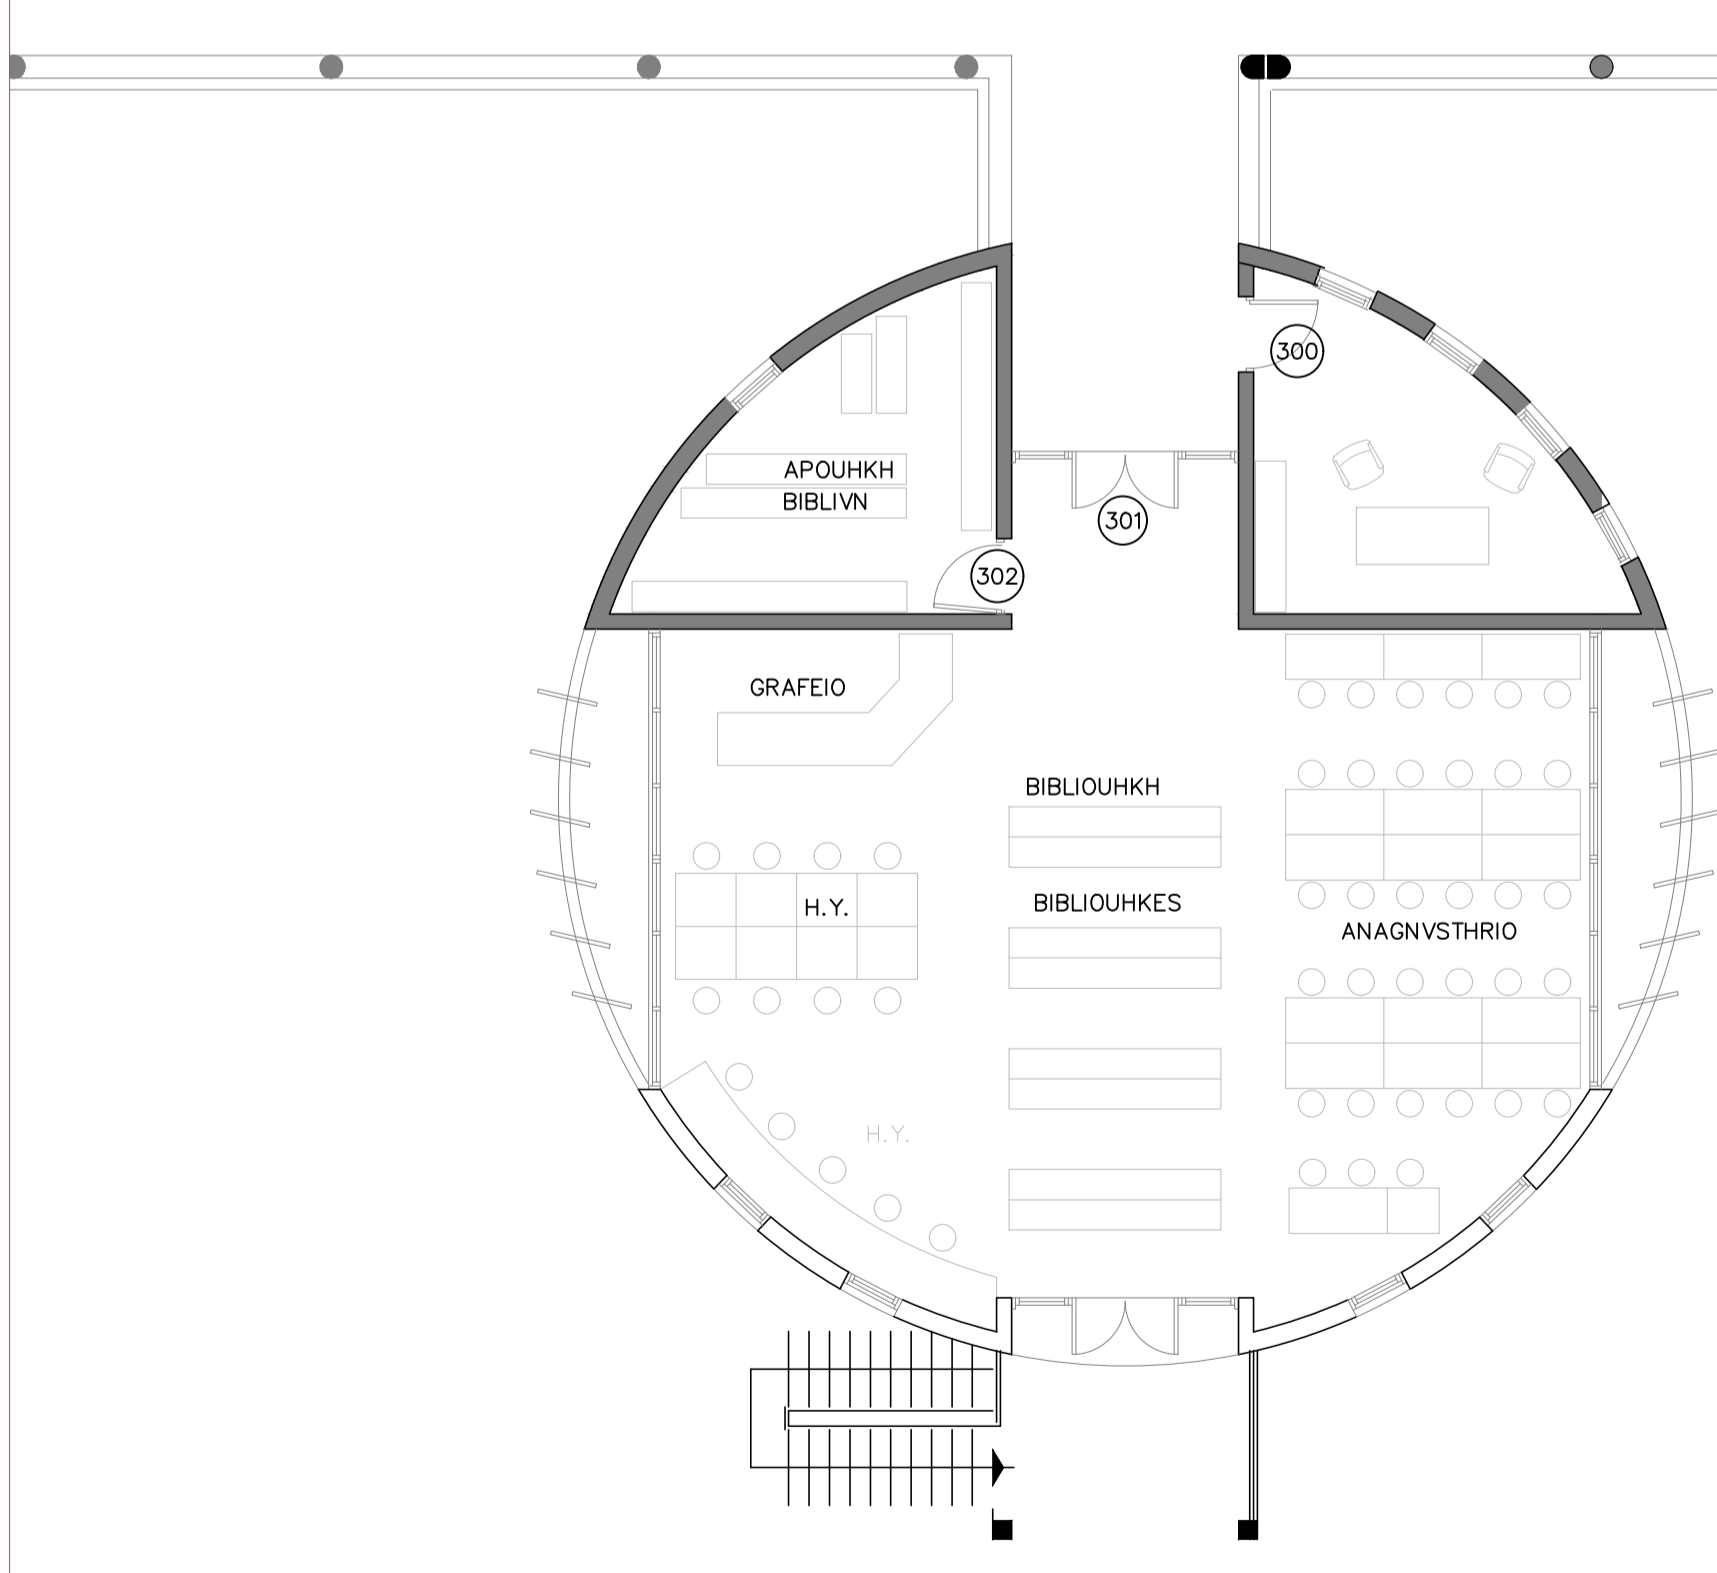 300
APOUHKH
BIBLIVN
301
302
GRAFEIO
BIBLIOUHKH
BIBLIOUHKES
H.Y.
ANAGNVSTHRIO
H.Y.